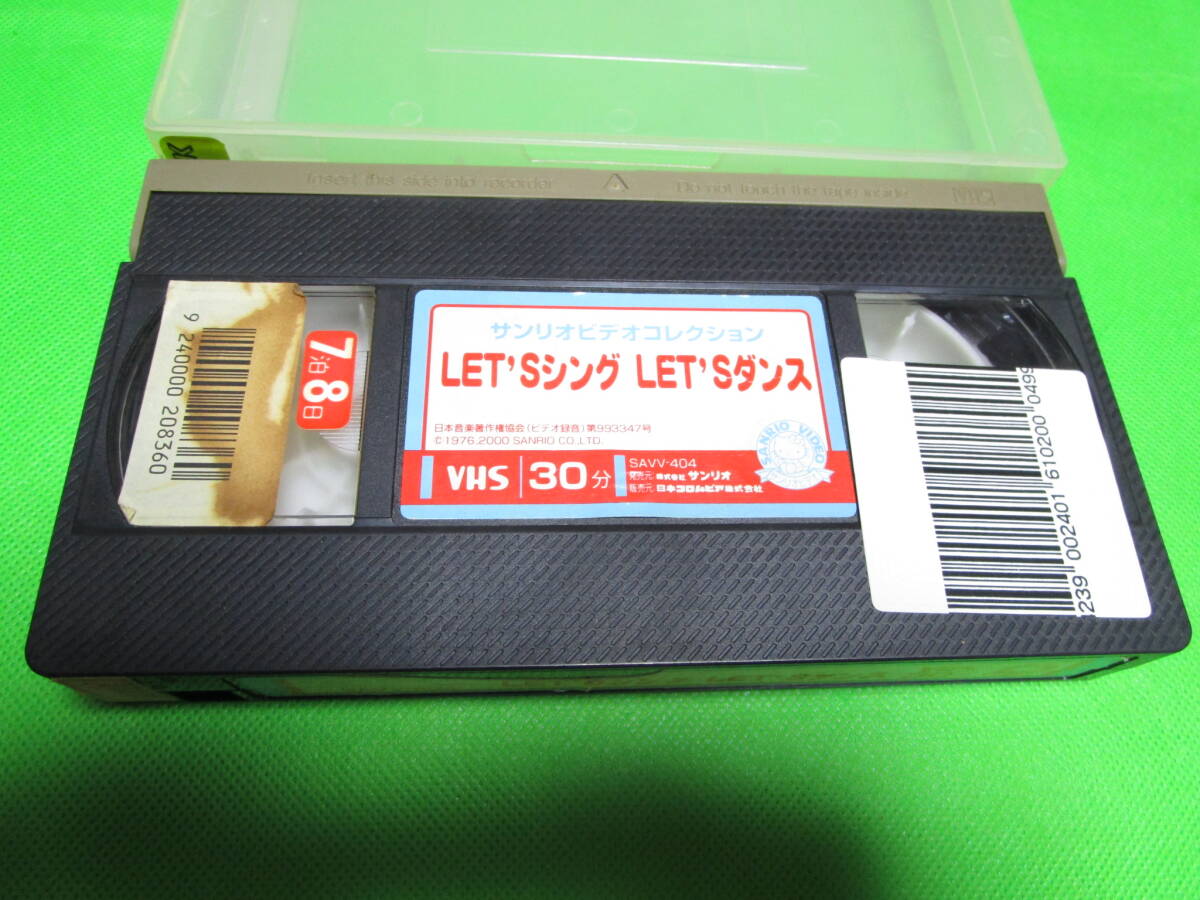 Insert this side into recorder
Do not touch the tape inside
VHS
9 240000 208360
7泊8日
サンリオビデオコレクション
LET'Sシング LET'Sダンス
日本音楽著作権協会(ビデオ録音)第993347号
©1976,2000 SANRIO CO.,LTD.
VHS 30分
SAVV-404
発売元 株式会社 サンリオ
販売元 日本コロムビア株式会社
SANRIO VIDEO
239 002401 610200 0499